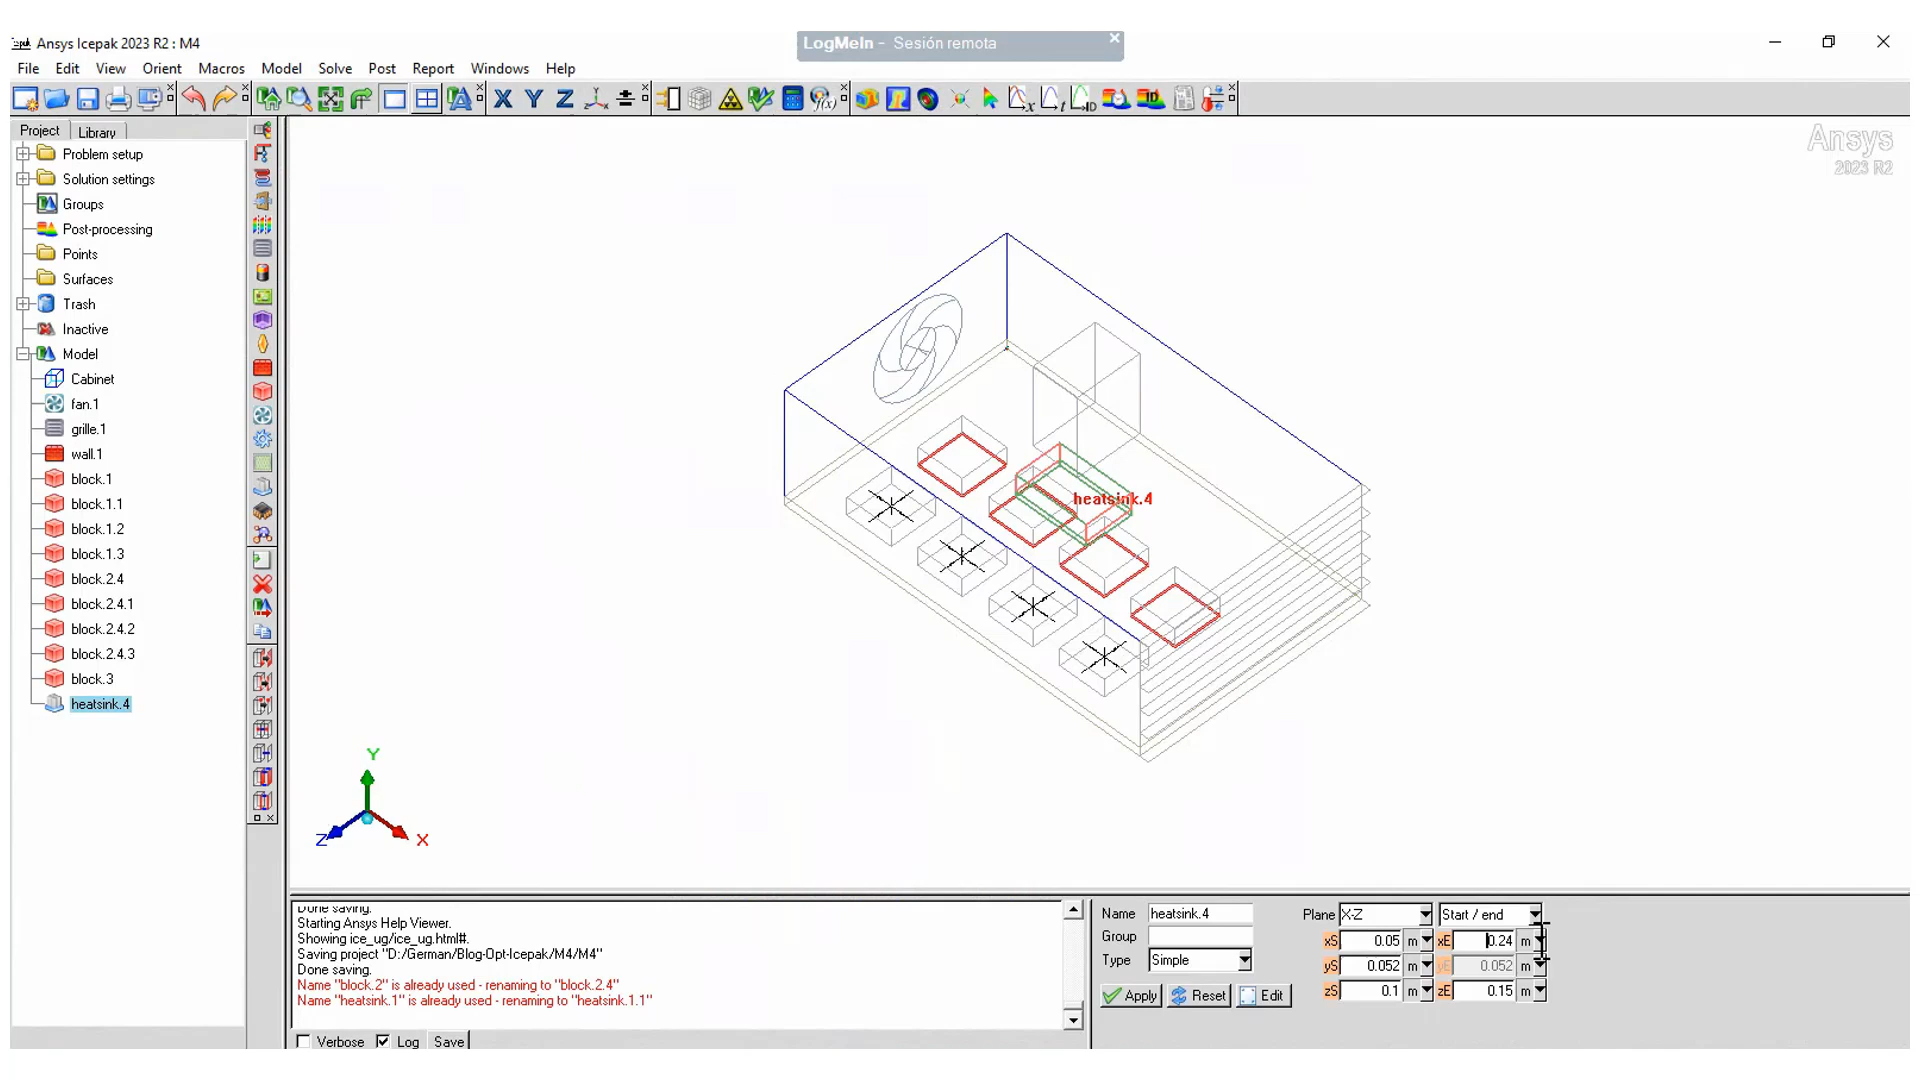 LogMeIn - Sesión remota
Icepak Ansys Icepak 2023 R2 : M4
File Edit View Orient Macros Model Solve Post Report Windows Help
X Y Z
Project Library
Problem setup
Solution settings
Groups
Post-processing
Points
Surfaces
Trash
Inactive
Model
Cabinet
fan.1
grille.1
wall.1
block.1
block.1.1
block.1.2
block.1.3
block.2.4
block.2.4.1
block.2.4.2
block.2.4.3
block.3
heatsink.4
Ansys
2023 R2
heatsink.4
Y
Z X
Done saving.
Starting Ansys Help Viewer.
Showing ice_ug/ice_ug.html#.
Saving project "D:/German/Blog-Opt-Icepak/M4/M4"
Done saving.
Name "block.2" is already used - renaming to "block.2.4"
Name "heatsink.1" is already used - renaming to "heatsink.1.1"
Verbose Log Save
Name heatsink.4 Plane X-Z Start / end
Group
Type Simple
xS 0.05 m xE 0.24 m
yS 0.052 m yE 0.052 m
zS 0.1 m zE 0.15 m
Apply Reset Edit